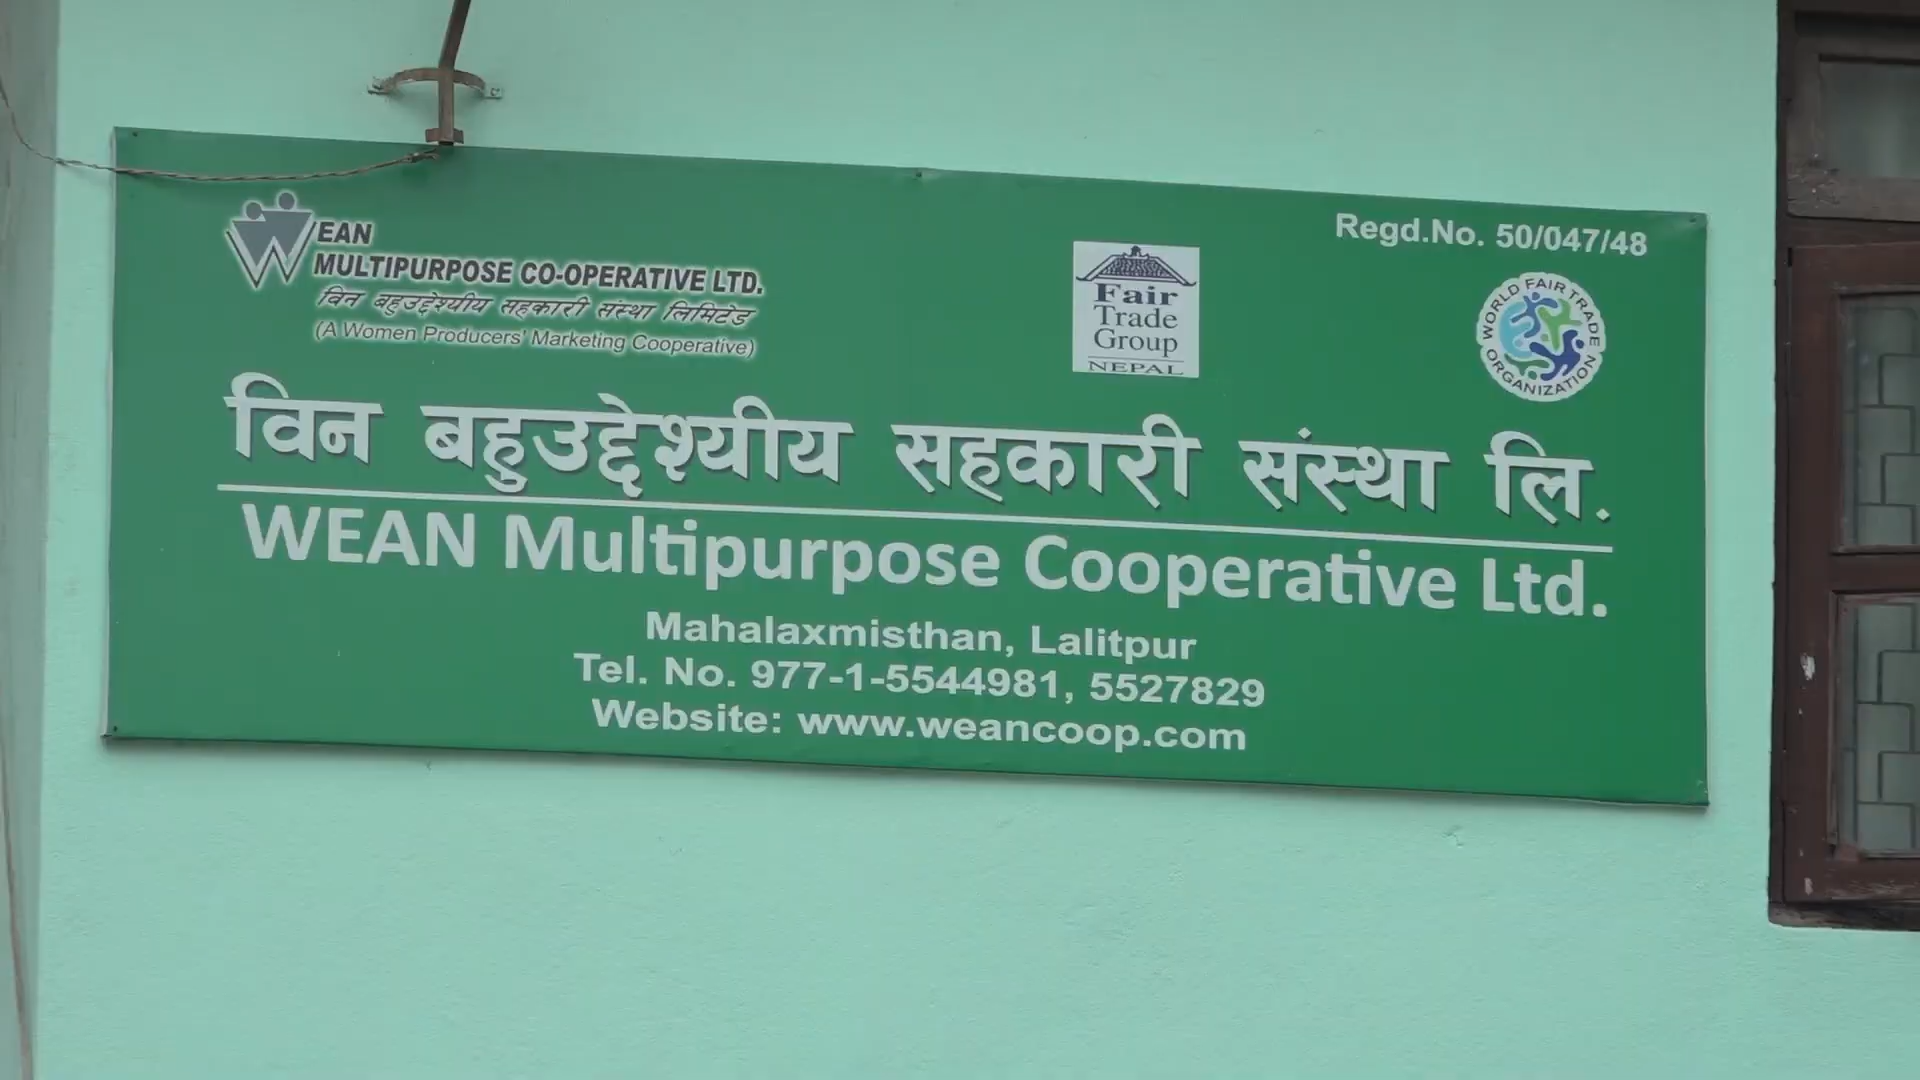 WEAN
MULTIPURPOSE CO-OPERATIVE LTD.
विन बहुउद्देश्यीय सहकारी संस्था लिमिटेड
(A Women Producers' Marketing Cooperative)
Fair
Trade
Group
NEPAL
Regd.No. 50/047/48
WORLD FAIR TRADE ORGANIZATION
विन बहुउद्देश्यीय सहकारी संस्था लि.
WEAN Multipurpose Cooperative Ltd.
Mahalaxmisthan, Lalitpur
Tel. No. 977-1-5544981, 5527829
Website: www.weancoop.com